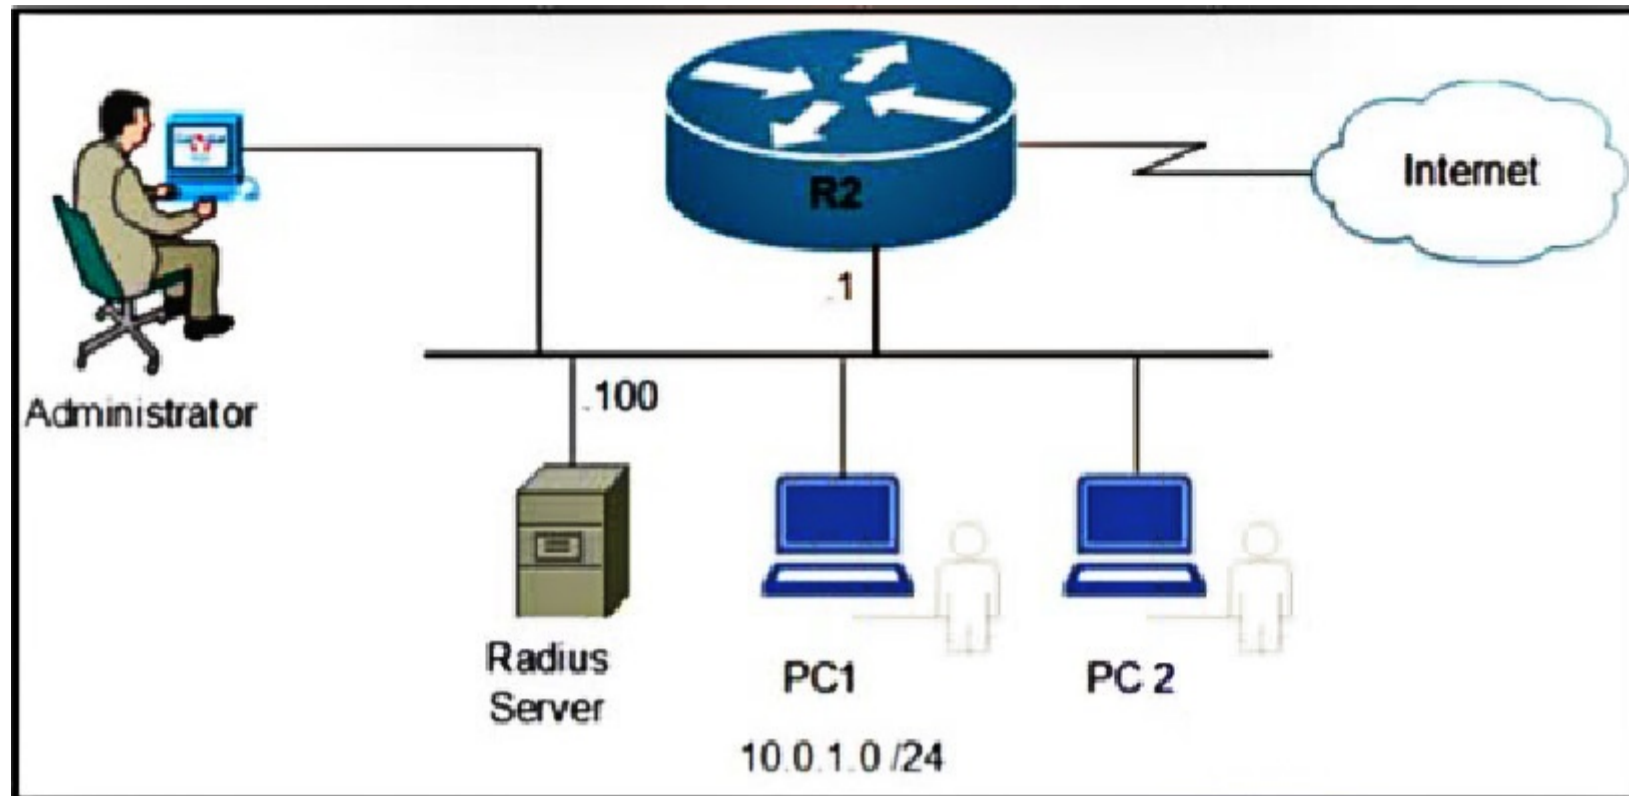 R2
Internet
.1
Administrator
.100
Radius
Server
PC1
PC 2
10.0.1.0 /24